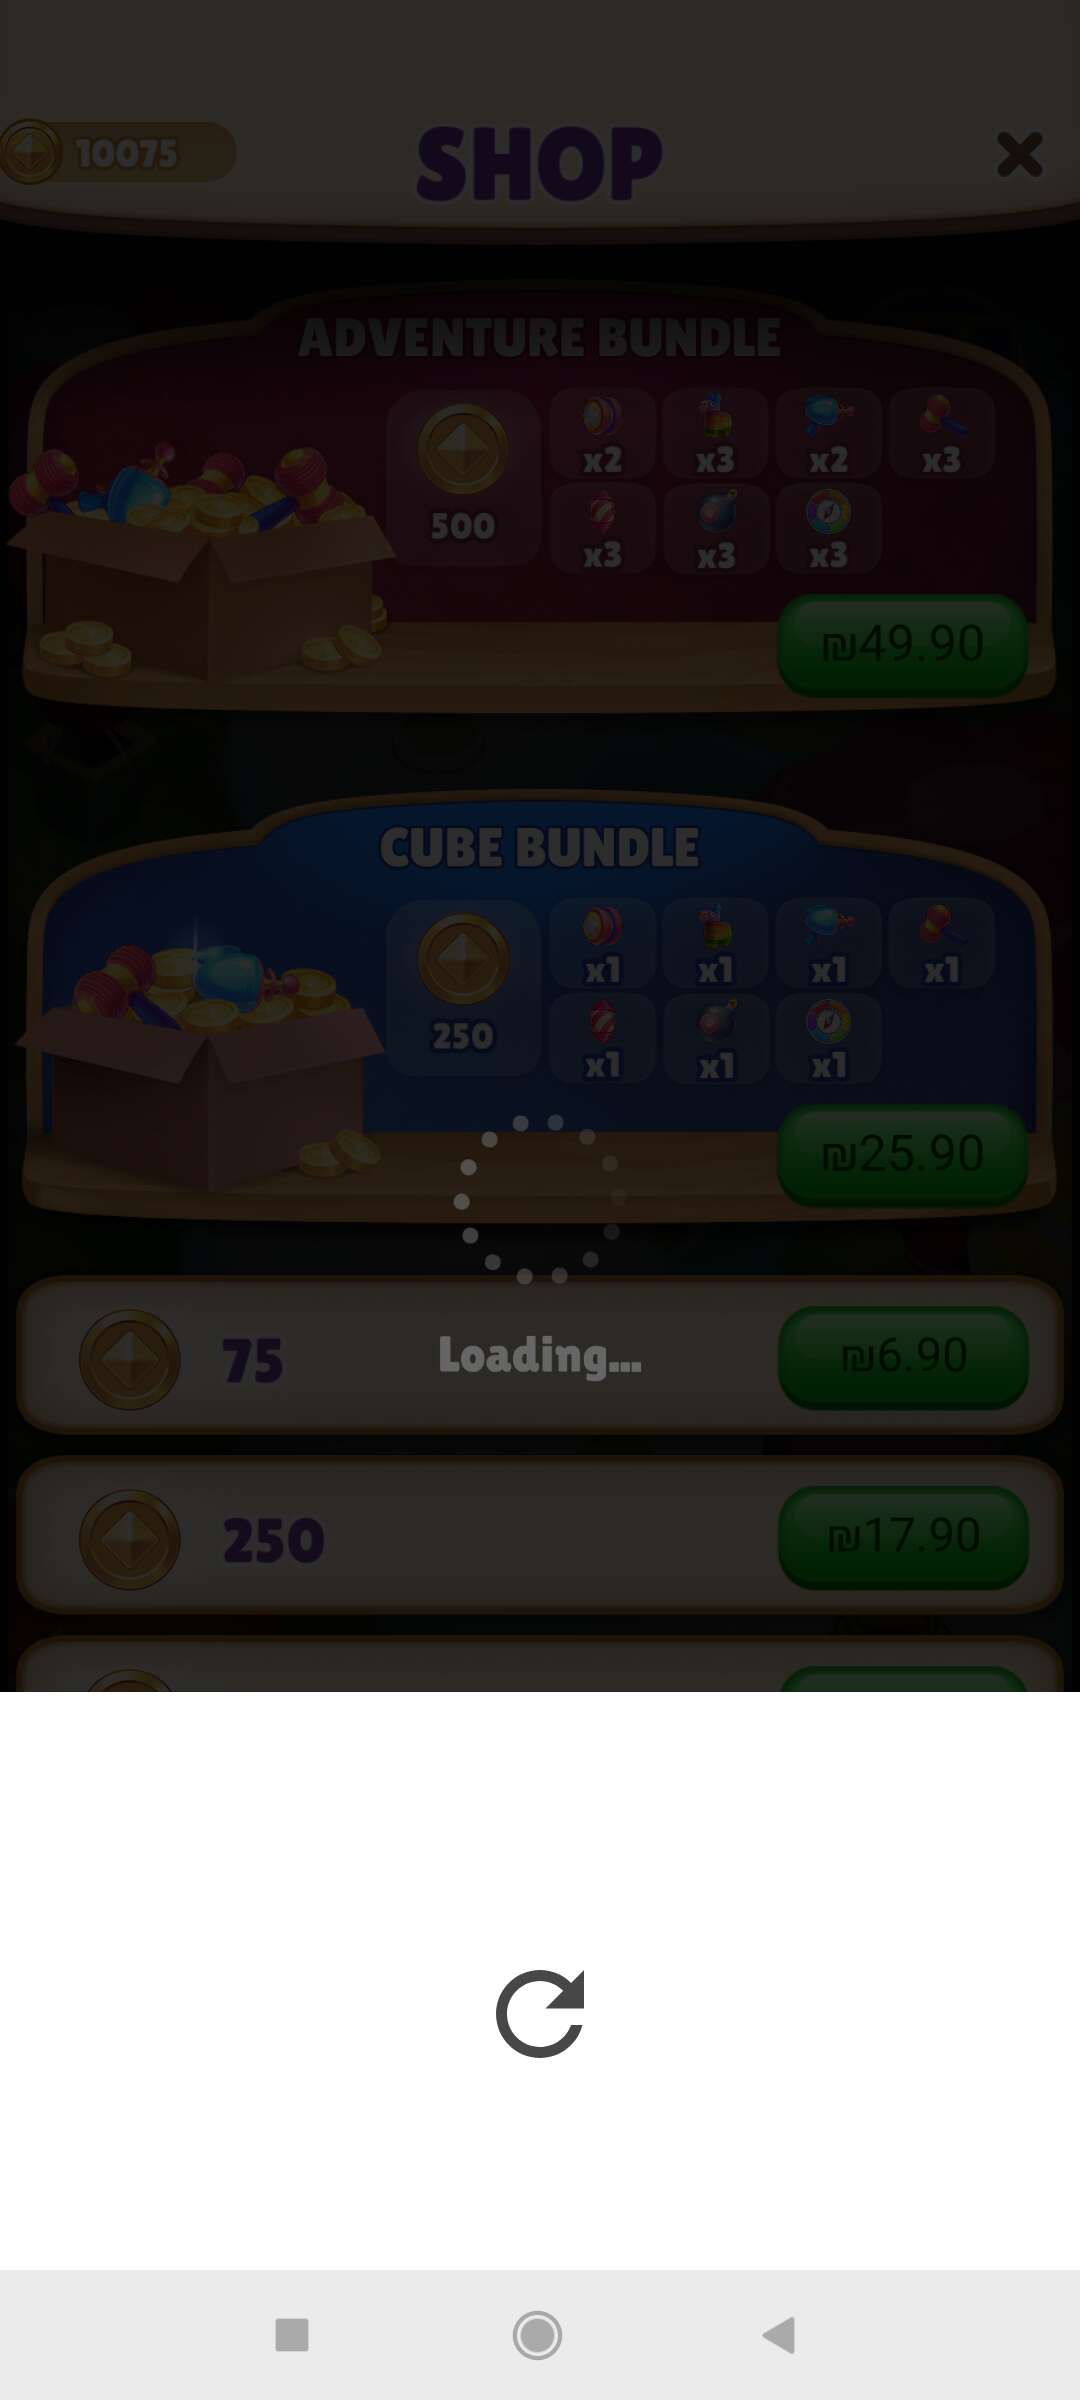 10075
SHOP
ADVENTURE BUNDLE
500
x2
x3
x2
x3
x3
x3
x3
₪49.90
CUBE BUNDLE
250
x1
x1
x1
x1
x1
x1
x1
₪25.90
75
Loading...
₪6.90
250
₪17.90